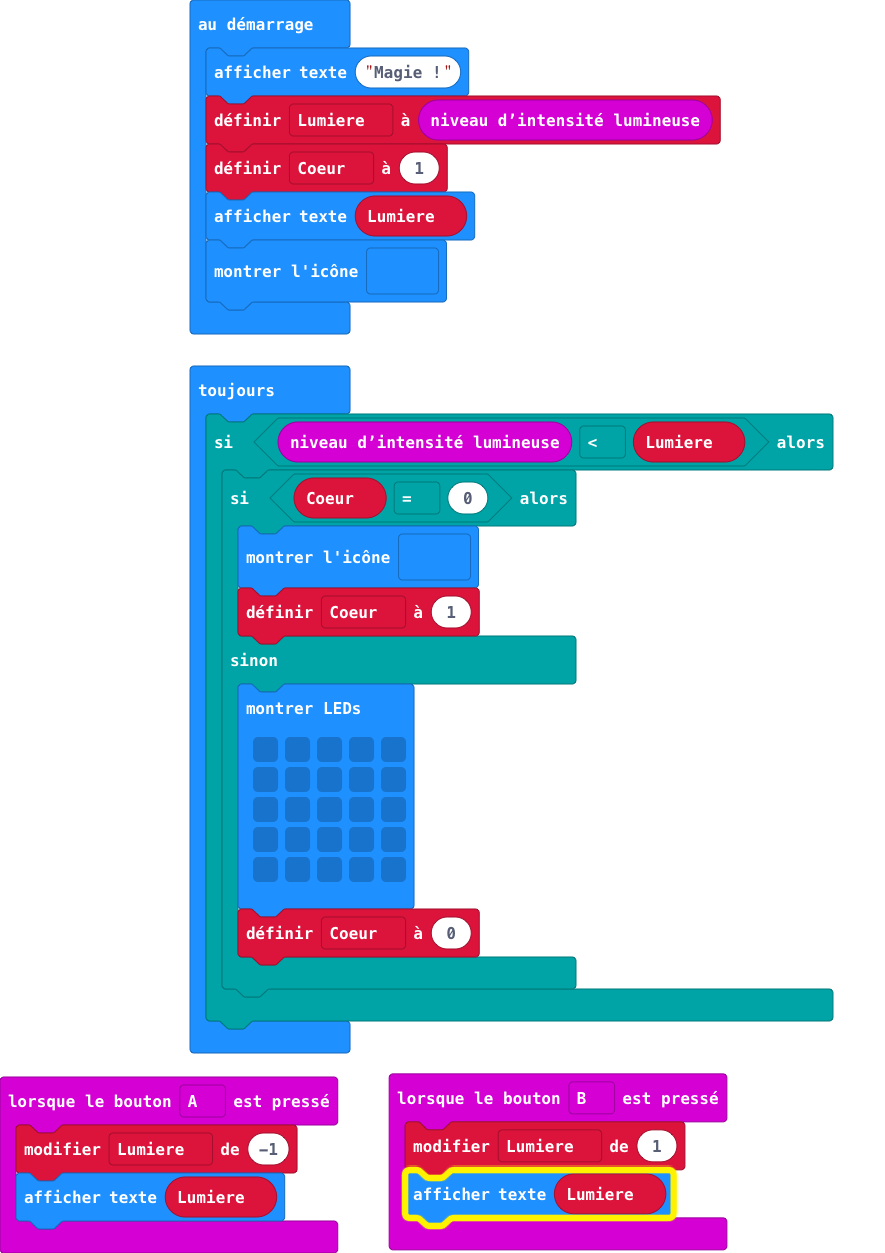 au démarrage
afficher texte "Magie !"
définir Lumiere à niveau d’intensité lumineuse
définir Coeur à 1
afficher texte Lumiere
montrer l'icône
toujours
si niveau d’intensité lumineuse < Lumiere alors
si Coeur = 0 alors
montrer l'icône
définir Coeur à 1
sinon
montrer LEDs
définir Coeur à 0
lorsque le bouton A est pressé
modifier Lumiere de −1
afficher texte Lumiere
lorsque le bouton B est pressé
modifier Lumiere de 1
afficher texte Lumiere